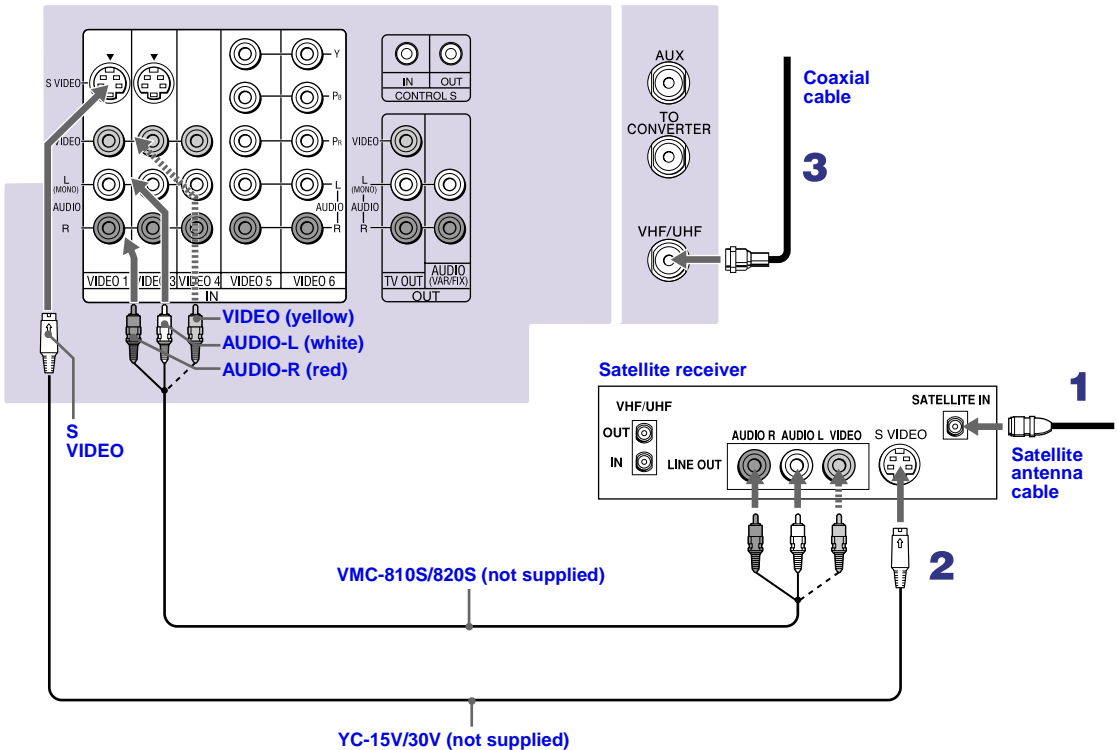 S VIDEO
VIDEO
L
(MONO)
AUDIO
R
Y
PB
PR
L
AUDIO
R
VIDEO 1
VIDEO 3
VIDEO 4
VIDEO 5
VIDEO 6
IN
IN
OUT
CONTROL S
VIDEO
L
(MONO)
AUDIO
R
TV OUT
AUDIO
(VAR/FIX)
OUT
AUX
TO
CONVERTER
VHF/UHF
Coaxial
cable
3
VIDEO (yellow)
AUDIO-L (white)
AUDIO-R (red)
S
VIDEO
Satellite receiver
VHF/UHF
OUT
IN
LINE OUT
AUDIO R
AUDIO L
VIDEO
S VIDEO
SATELLITE IN
1
Satellite
antenna
cable
2
VMC-810S/820S (not supplied)
YC-15V/30V (not supplied)